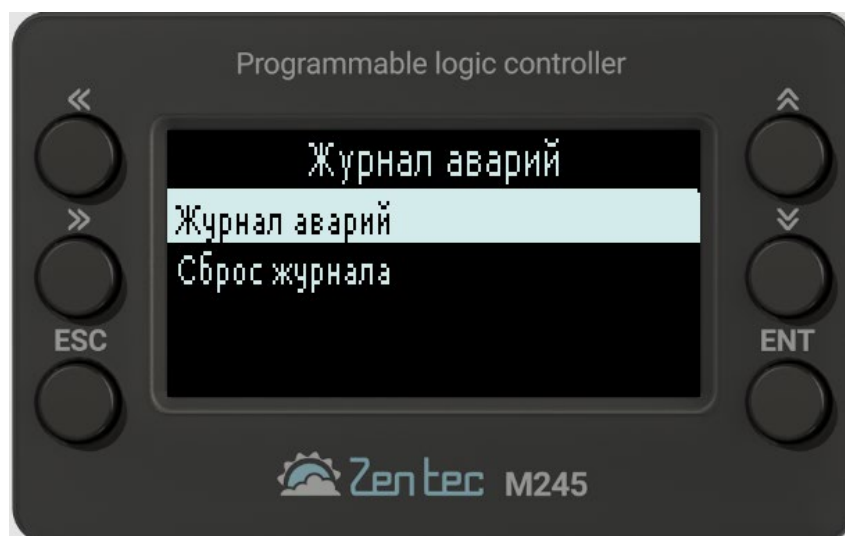 Programmable logic controller
Журнал аварий
Журнал аварий
Сброс журнала
ESC
ENT
Zentec M245